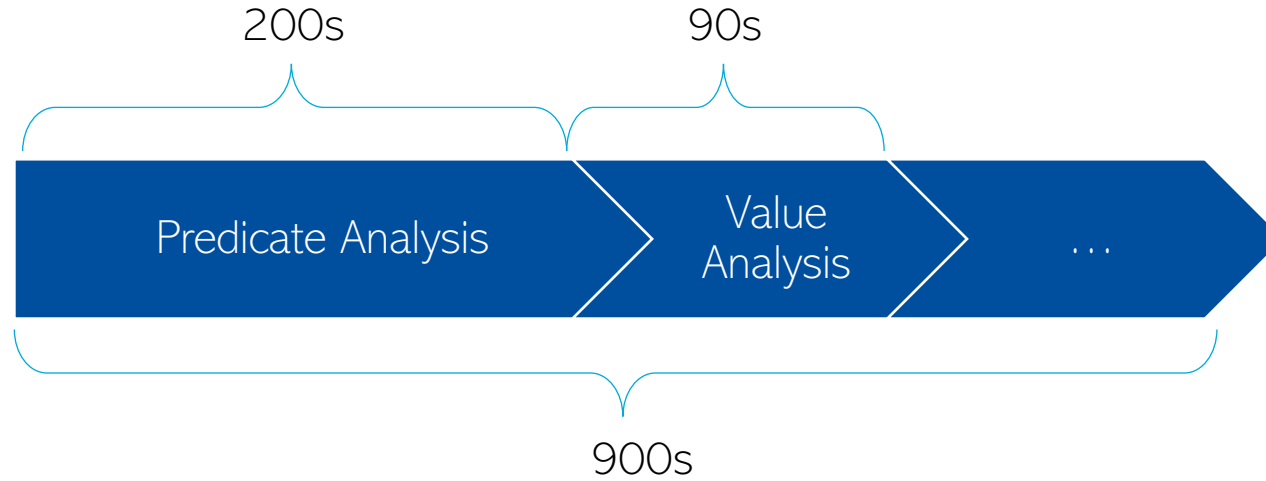 200s
90s
Predicate Analysis
Value
Analysis
...
900s